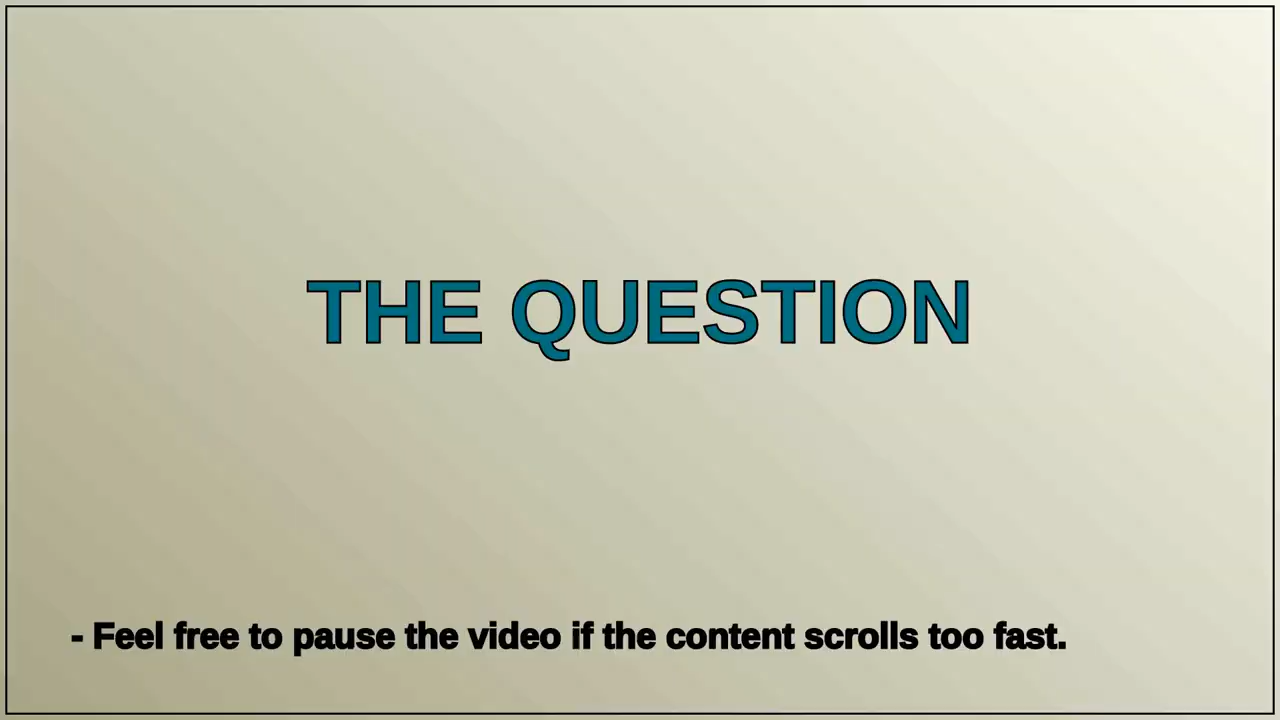 THE QUESTION
- Feel free to pause the video if the content scrolls too fast.